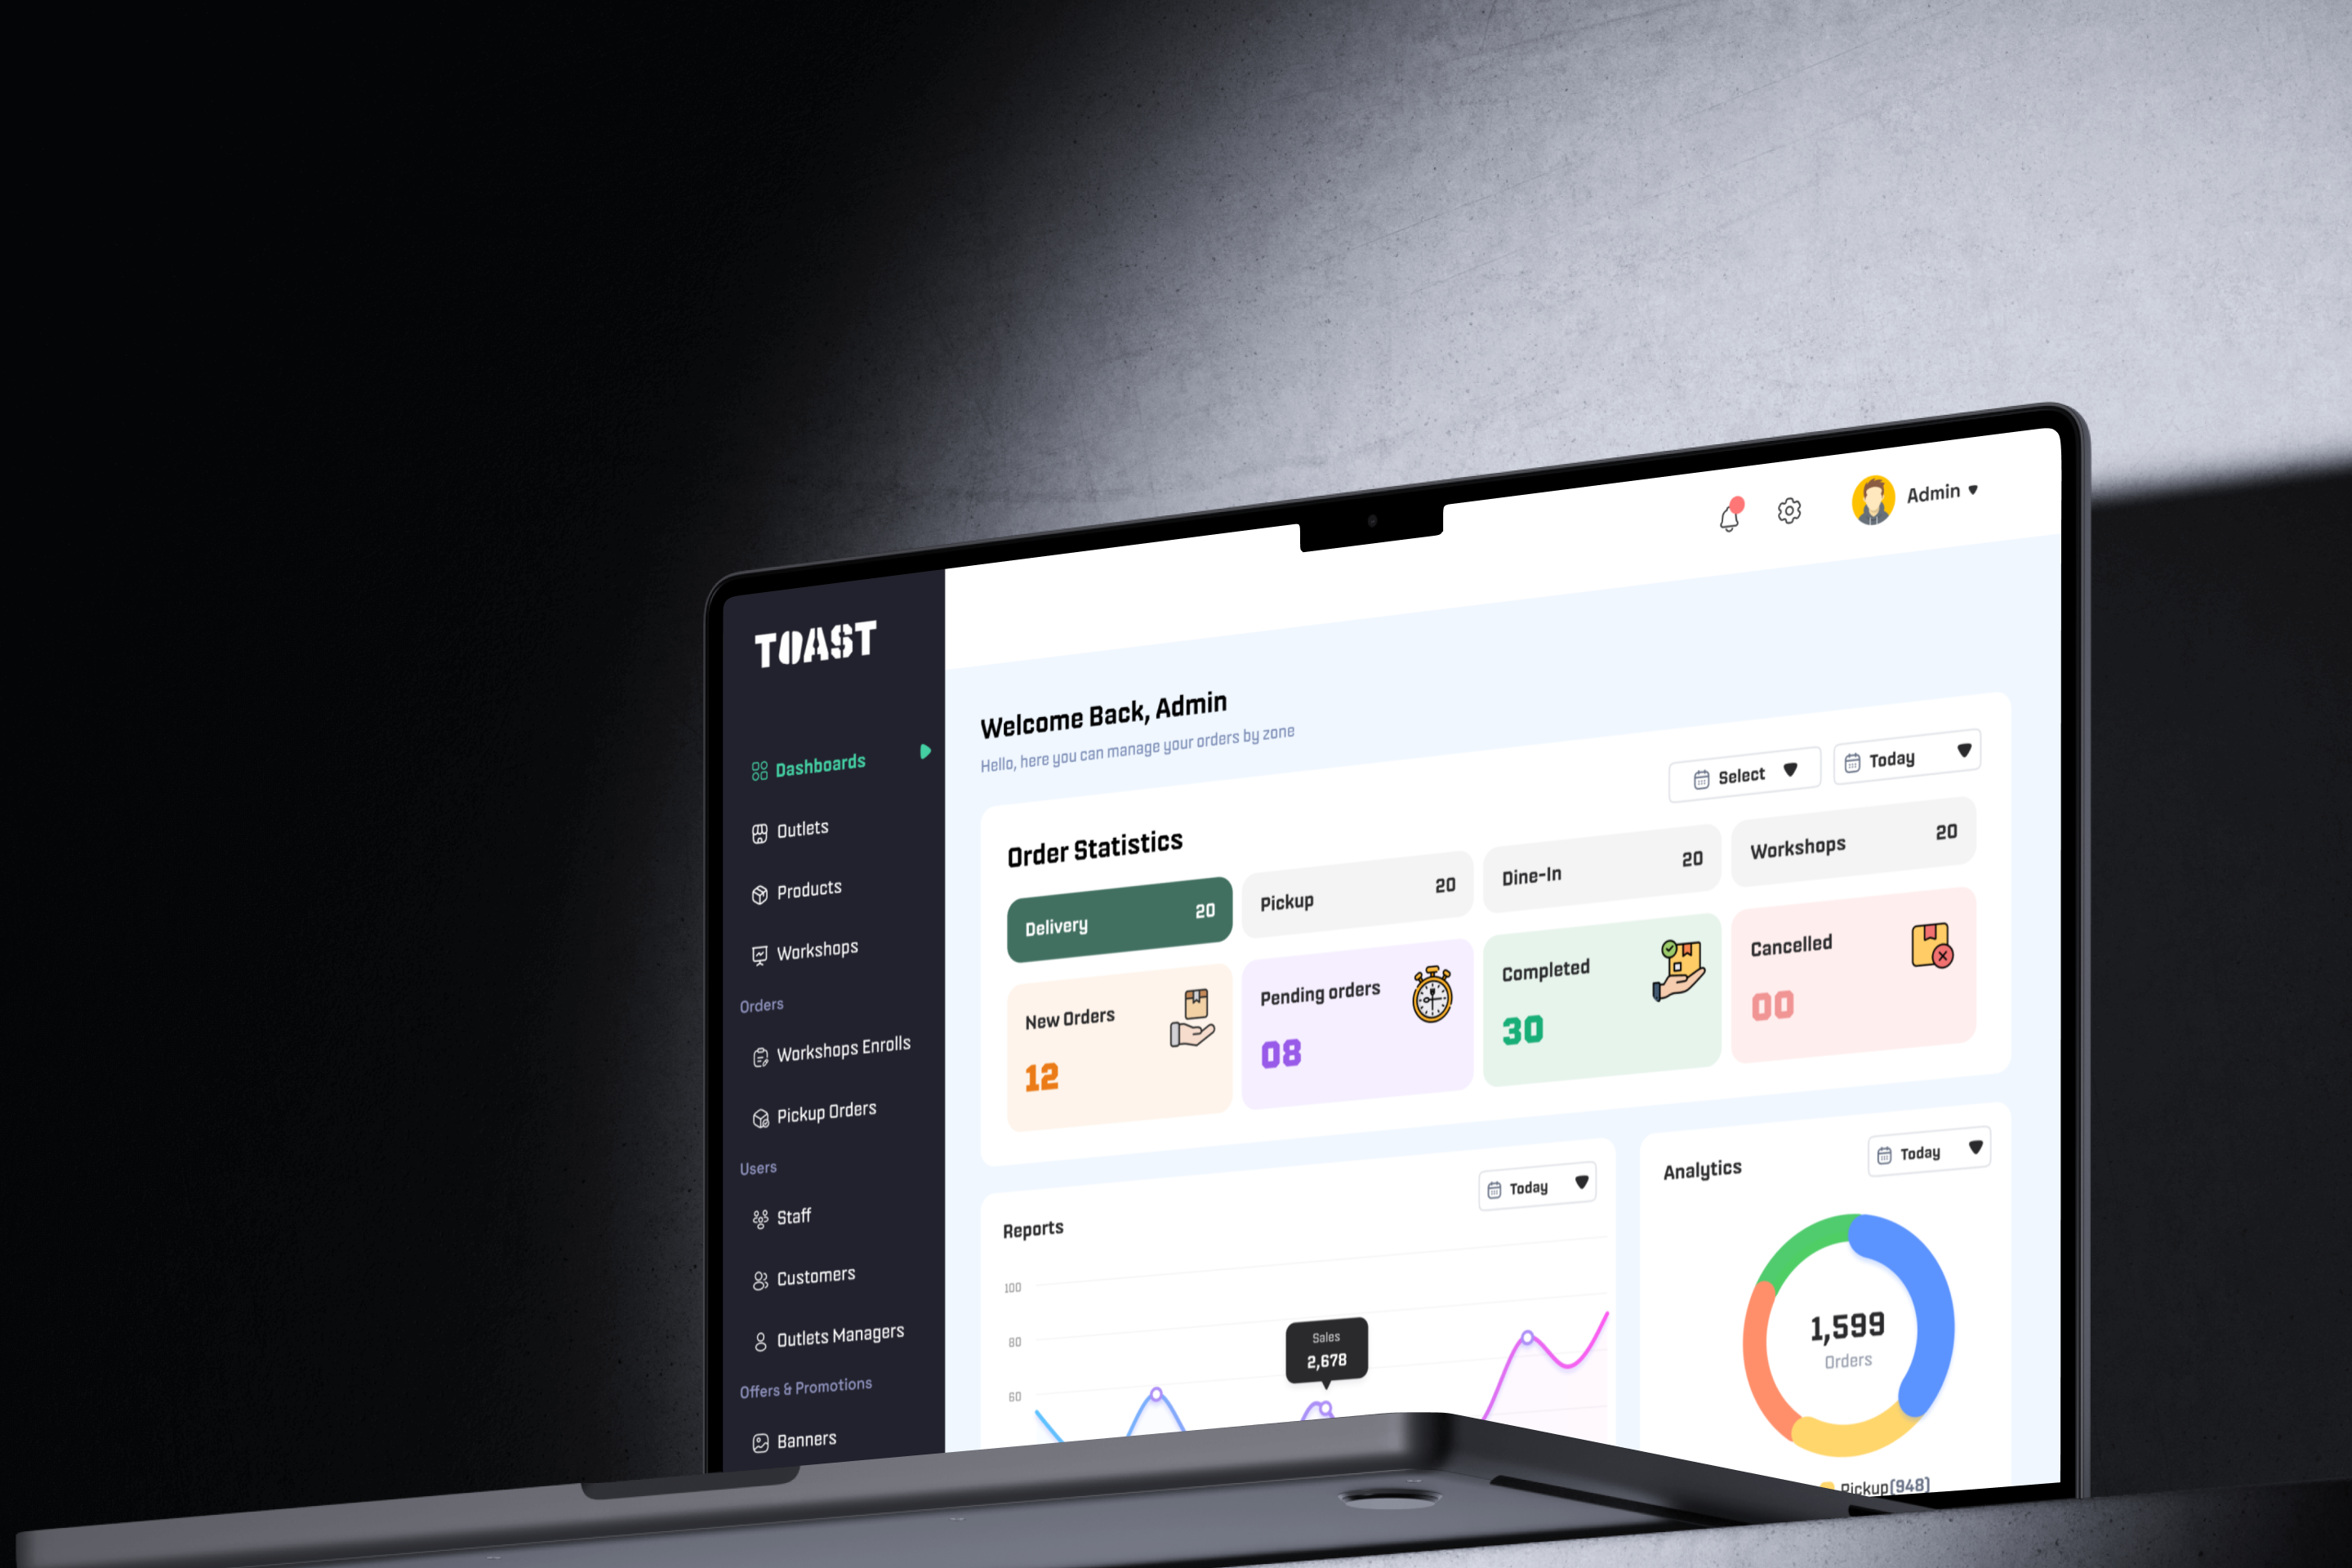 TOAST
Dashboards
Outlets
Products
Workshops
Orders
Workshops Enrolls
Pickup Orders
Users
Staff
Customers
Outlets Managers
Offers & Promotions
Banners
Admin
Welcome Back, Admin
Hello, here you can manage your orders by zone
Select
Today
Order Statistics
Delivery 20
Pickup 20
Dine-In 20
Workshops 20
New Orders
12
Pending orders
08
Completed
30
Cancelled
00
Reports
Today
100
80
60
Sales
2,678
Analytics
Today
1,599
Orders
Pickup(948)